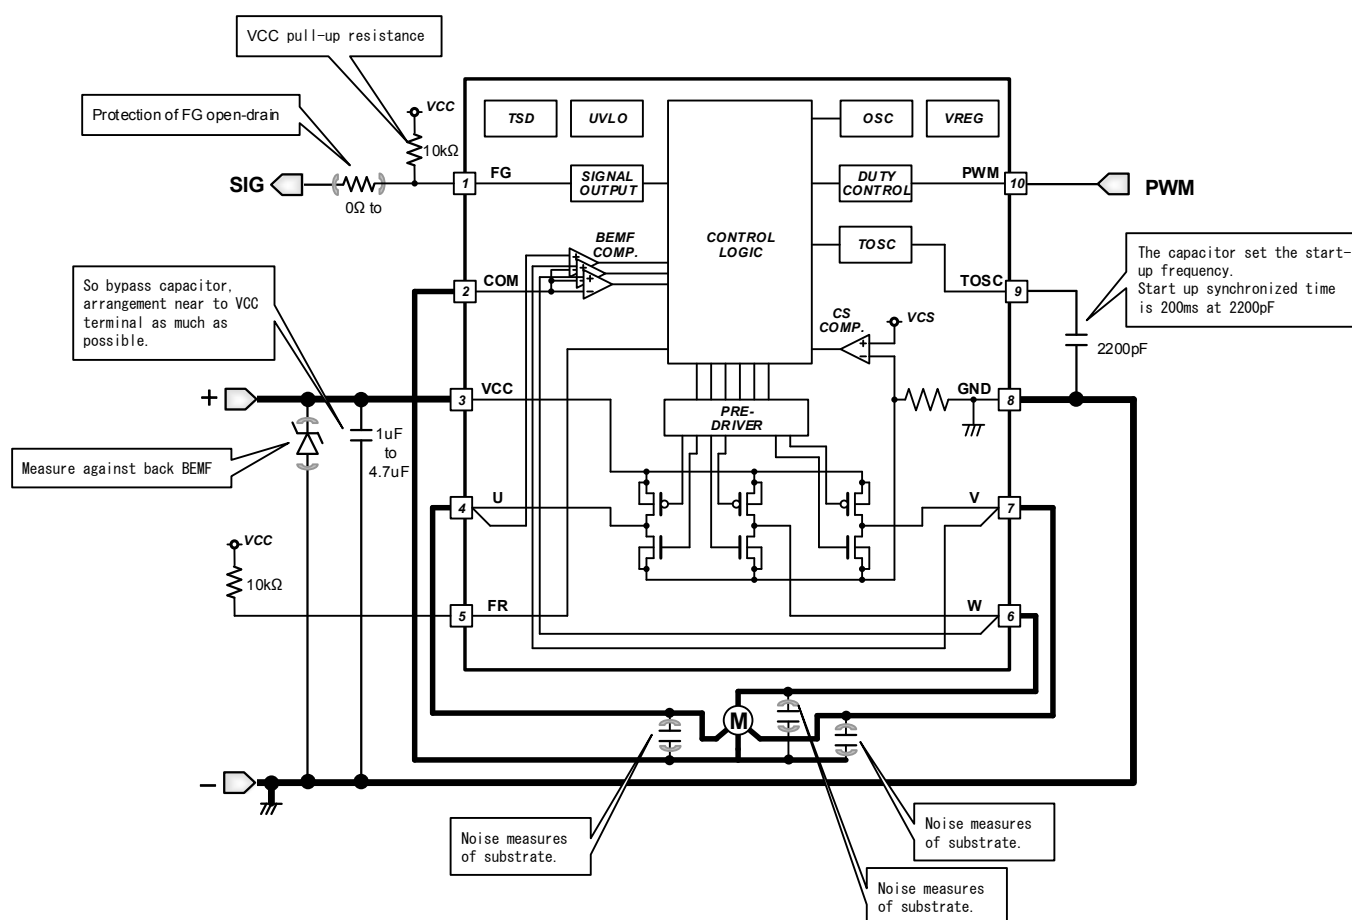 VCC pull-up resistance
Protection of FG open-drain
VCC
10kΩ
SIG
0Ω to
TSD
UVLO
OSC
VREG
1
FG
SIGNAL
OUTPUT
CONTROL
LOGIC
DUTY
CONTROL
PWM
10
PWM
BEMF
COMP.
TOSC
The capacitor set the start-
up frequency.
Start up synchronized time
is 200ms at 2200pF
So bypass capacitor,
arrangement near to VCC
terminal as much as
possible.
2
COM
TOSC
9
CS
COMP.
VCS
2200pF
+
3
VCC
PRE-
DRIVER
GND
8
1uF
to
4.7uF
Measure against back BEMF
4
U
V
7
VCC
10kΩ
5
FR
W
6
M
−
Noise measures
of substrate.
Noise measures
of substrate.
Noise measures
of substrate.